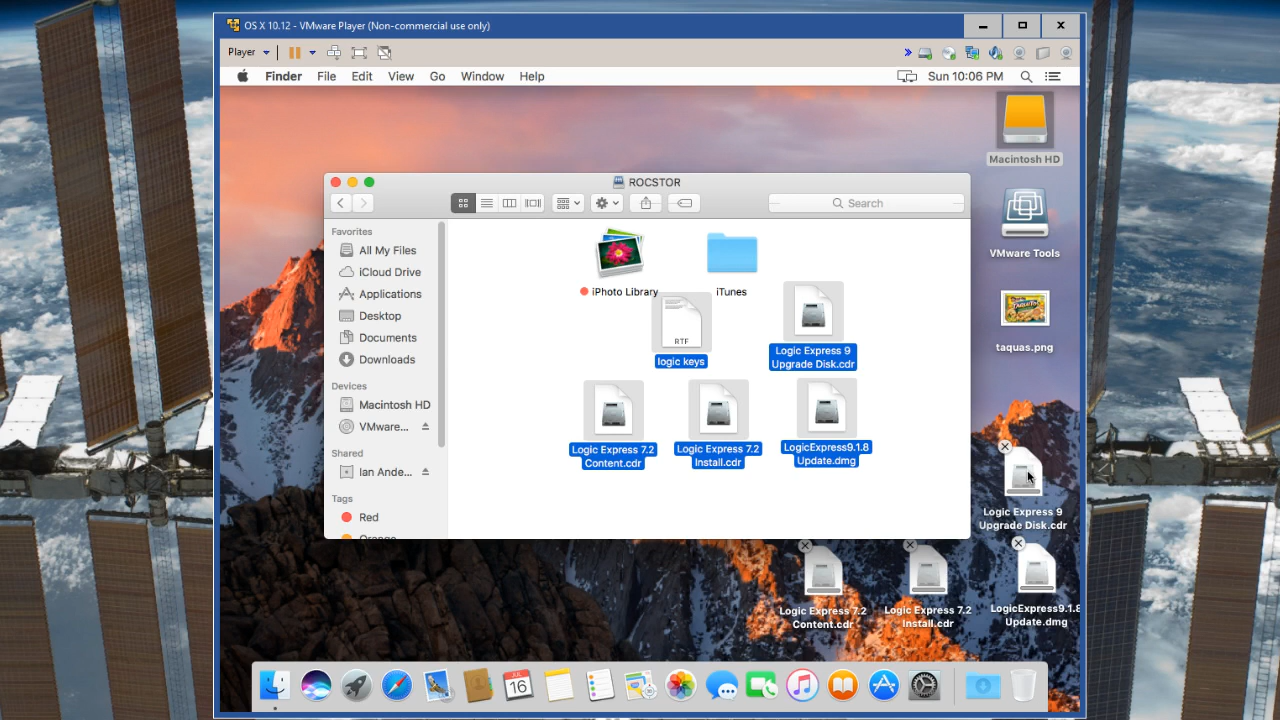 OS X 10.12 - VMware Player (Non-commercial use only)
Player
Finder File Edit View Go Window Help
Sun 10:06 PM
Macintosh HD
VMware Tools
taquas.png
ROCSTOR
Search
Favorites
All My Files
iCloud Drive
Applications
Desktop
Documents
Downloads
Devices
Macintosh HD
VMware...
Shared
Ian Ande...
Tags
Red
Orange
iPhoto Library
iTunes
RTF
logic keys
Logic Express 9
Upgrade Disk.cdr
Logic Express 7.2
Content.cdr
Logic Express 7.2
Install.cdr
LogicExpress9.1.8
Update.dmg
Logic Express 9
Upgrade Disk.cdr
Logic Express 7.2
Content.cdr
Logic Express 7.2
Install.cdr
LogicExpress9.1.8
Update.dmg
JUL
16